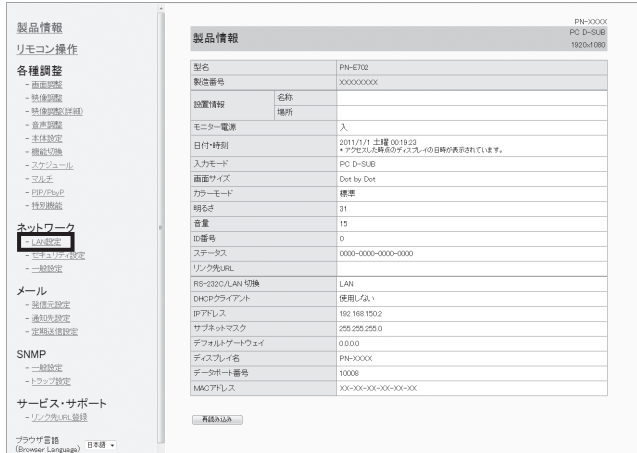 製品情報
リモコン操作
各種調整
- 画面調整
- 映像調整
- 映像調整(詳細)
- 音声調整
- 本体設定
- 機能切換
- スケジュール
- マルチ
- PIP/PbyP
- 特別機能
ネットワーク
- LAN設定
- セキュリティ設定
- 一般設定
メール
- 発信元設定
- 通知先設定
- 定期送信設定
SNMP
- 一般設定
- トラップ設定
サービス・サポート
- リンク先URL登録
ブラウザ言語
(Browser Language) 日本語
PN-XXXX
製品情報 PC D-SUB
1920x1080
型名 PN-E702
製造番号 XXXXXXXX
設置情報 名称
場所
モニター電源 入
日付・時刻 2011/1/1 土曜 00:19:23
* アクセスした時点のディスプレイの日時が表示されています。
入力モード PC D-SUB
画面サイズ Dot by Dot
カラーモード 標準
明るさ 31
音量 15
ID番号 0
ステータス 0000-0000-0000-0000
リンク先URL
RS-232C/LAN 切換 LAN
DHCPクライアント 使用しない
IPアドレス 192.168.150.2
サブネットマスク 255.255.255.0
デフォルトゲートウェイ 0.0.0.0
ディスプレイ名 PN-XXXX
データポート番号 10008
MACアドレス XX-XX-XX-XX-XX-XX
再読み込み